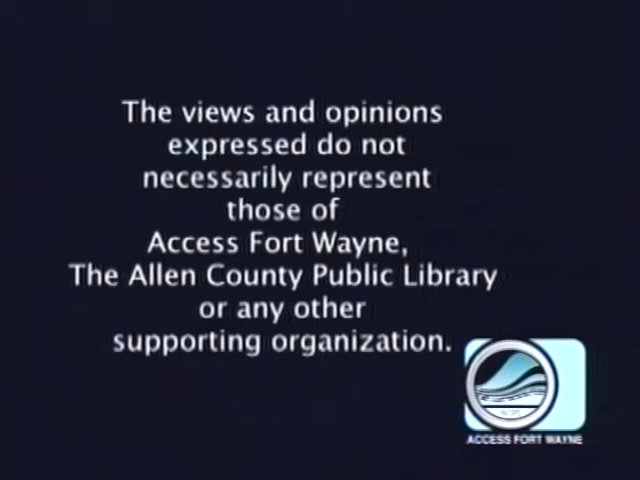 The views and opinions
expressed do not
necessarily represent
those of
Access Fort Wayne,
The Allen County Public Library
or any other
supporting organization.
ACCESS FORT WAYNE